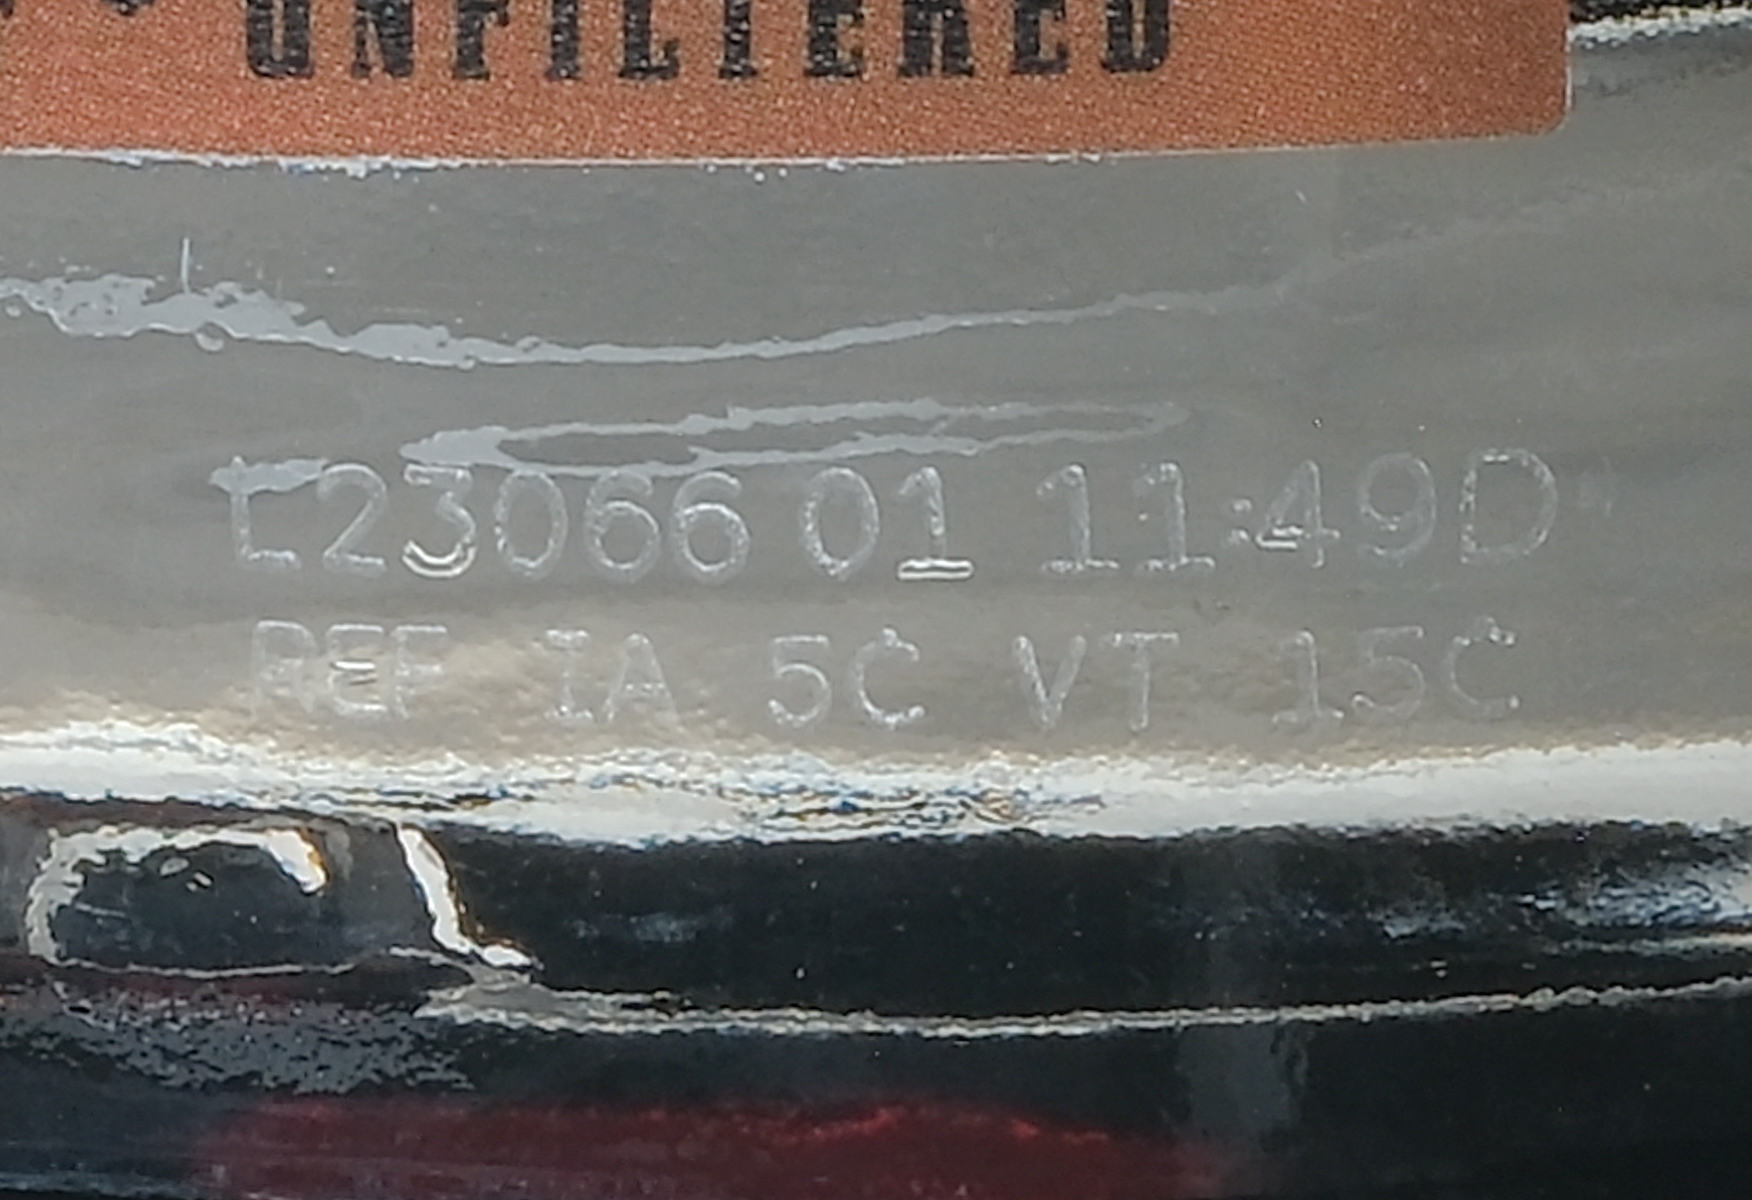 UNFILTERED
L23066 01 11:49D
REF IA 5C VT 15C